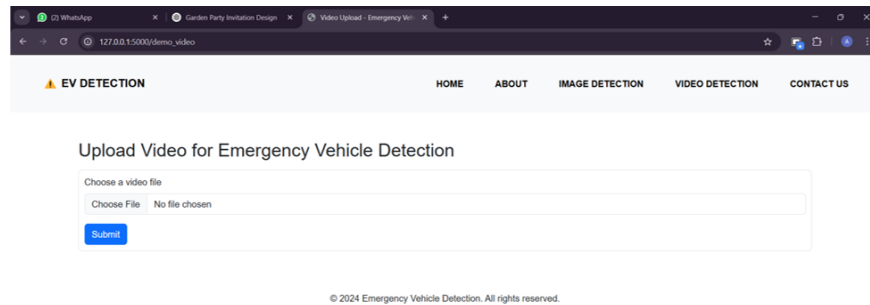 (2) WhatsApp
Garden Party Invitation Design
Video Upload - Emergency Veh
127.0.0.1:5000/demo_video
EV DETECTION
HOME ABOUT IMAGE DETECTION VIDEO DETECTION CONTACT US
Upload Video for Emergency Vehicle Detection
Choose a video file
Choose File No file chosen
Submit
© 2024 Emergency Vehicle Detection. All rights reserved.